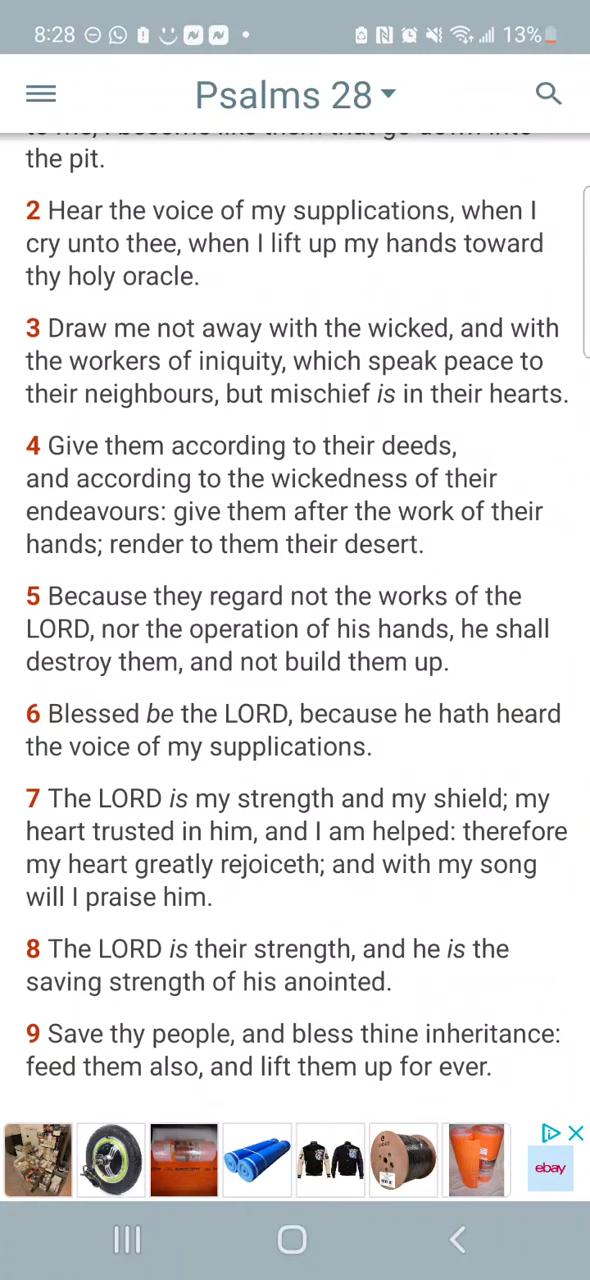 8:28
13%
Psalms 28
to me, I become like them that go down into
the pit.
2 Hear the voice of my supplications, when I
cry unto thee, when I lift up my hands toward
thy holy oracle.
3 Draw me not away with the wicked, and with
the workers of iniquity, which speak peace to
their neighbours, but mischief is in their hearts.
4 Give them according to their deeds,
and according to the wickedness of their
endeavours: give them after the work of their
hands; render to them their desert.
5 Because they regard not the works of the
LORD, nor the operation of his hands, he shall
destroy them, and not build them up.
6 Blessed be the LORD, because he hath heard
the voice of my supplications.
7 The LORD is my strength and my shield; my
heart trusted in him, and I am helped: therefore
my heart greatly rejoiceth; and with my song
will I praise him.
8 The LORD is their strength, and he is the
saving strength of his anointed.
9 Save thy people, and bless thine inheritance:
feed them also, and lift them up for ever.
ebay